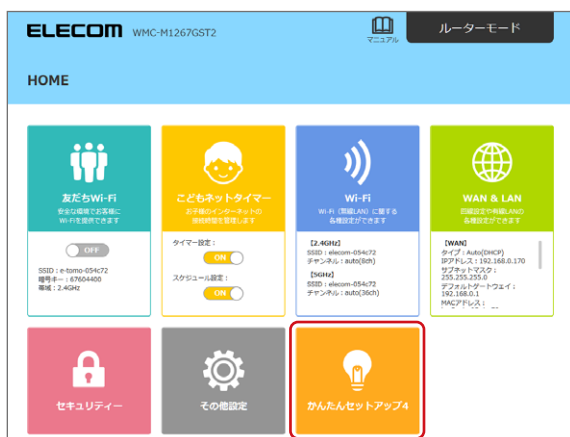 ELECOM WMC-M1267GST2
マニュアル
ルーターモード
HOME
友だちWi-Fi
安全な環境でお客様に
Wi-Fiを提供できます
OFF
SSID：e-tomo-054c72
暗号キー：67604400
帯域：2.4GHz
こどもネットタイマー
お子様のインターネットの
接続時間を管理します
タイマー設定：
ON
スケジュール設定：
ON
Wi-Fi
Wi-Fi（無線LAN）に関する
各種設定ができます
【2.4GHz】
SSID：elecom-054c72
チャンネル：auto(8ch)
【5GHz】
SSID：elecom-054c72
チャンネル：auto(36ch)
WAN & LAN
回線設定や有線LANの
各種設定ができます
【WAN】
タイプ：Auto(DHCP)
IPアドレス：192.168.0.170
サブネットマスク：
255.255.255.0
デフォルトゲートウェイ：
192.168.0.1
MACアドレス：
セキュリティー
その他設定
かんたんセットアップ4